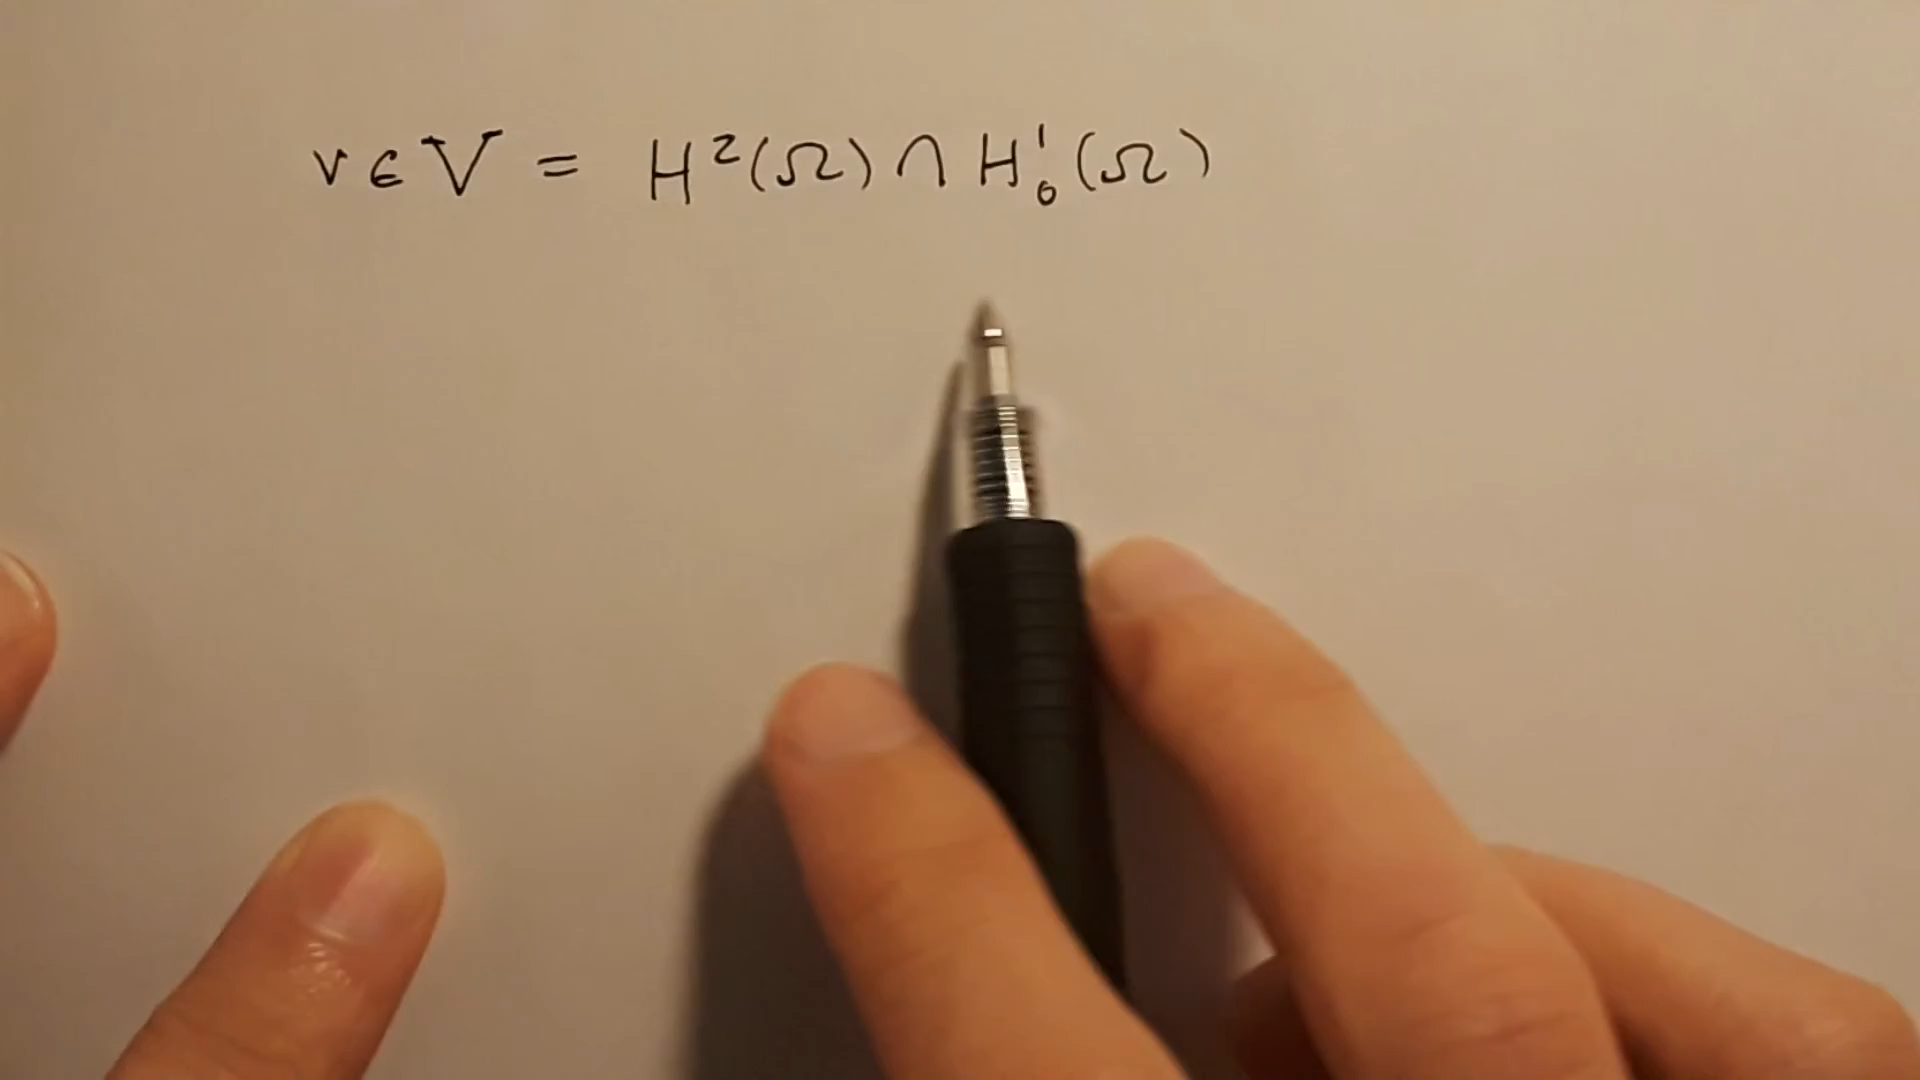 v ∈ V = H²(Ω) ∩ H¹₀(Ω)